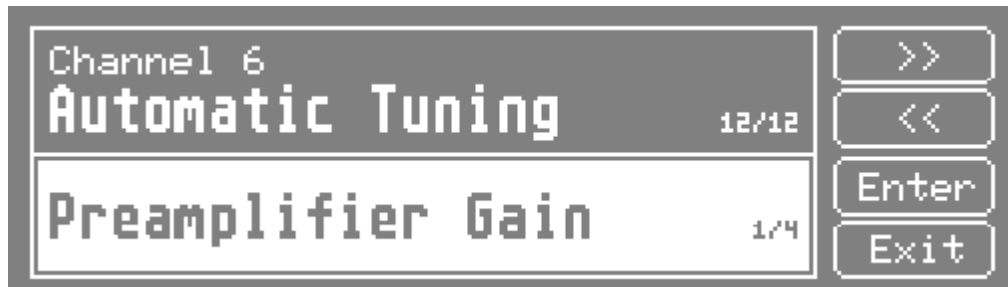 Channel 6
Automatic Tuning 12/12
Preamplifier Gain 1/4
>>
<<
Enter
Exit